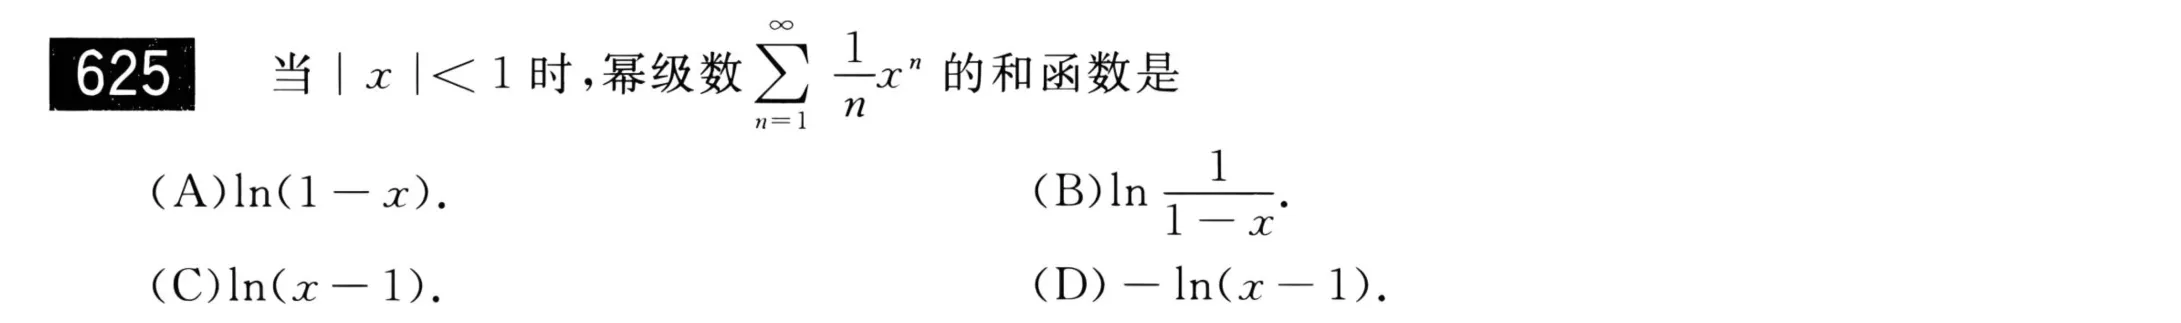 625 当 | x | < 1 时,幂级数 $\sum_{n=1}^{\infty} \frac{1}{n} x^n$ 的和函数是
(A) $\ln(1-x)$. (B) $\ln \frac{1}{1-x}$.
(C) $\ln(x-1)$. (D) $-\ln(x-1)$.